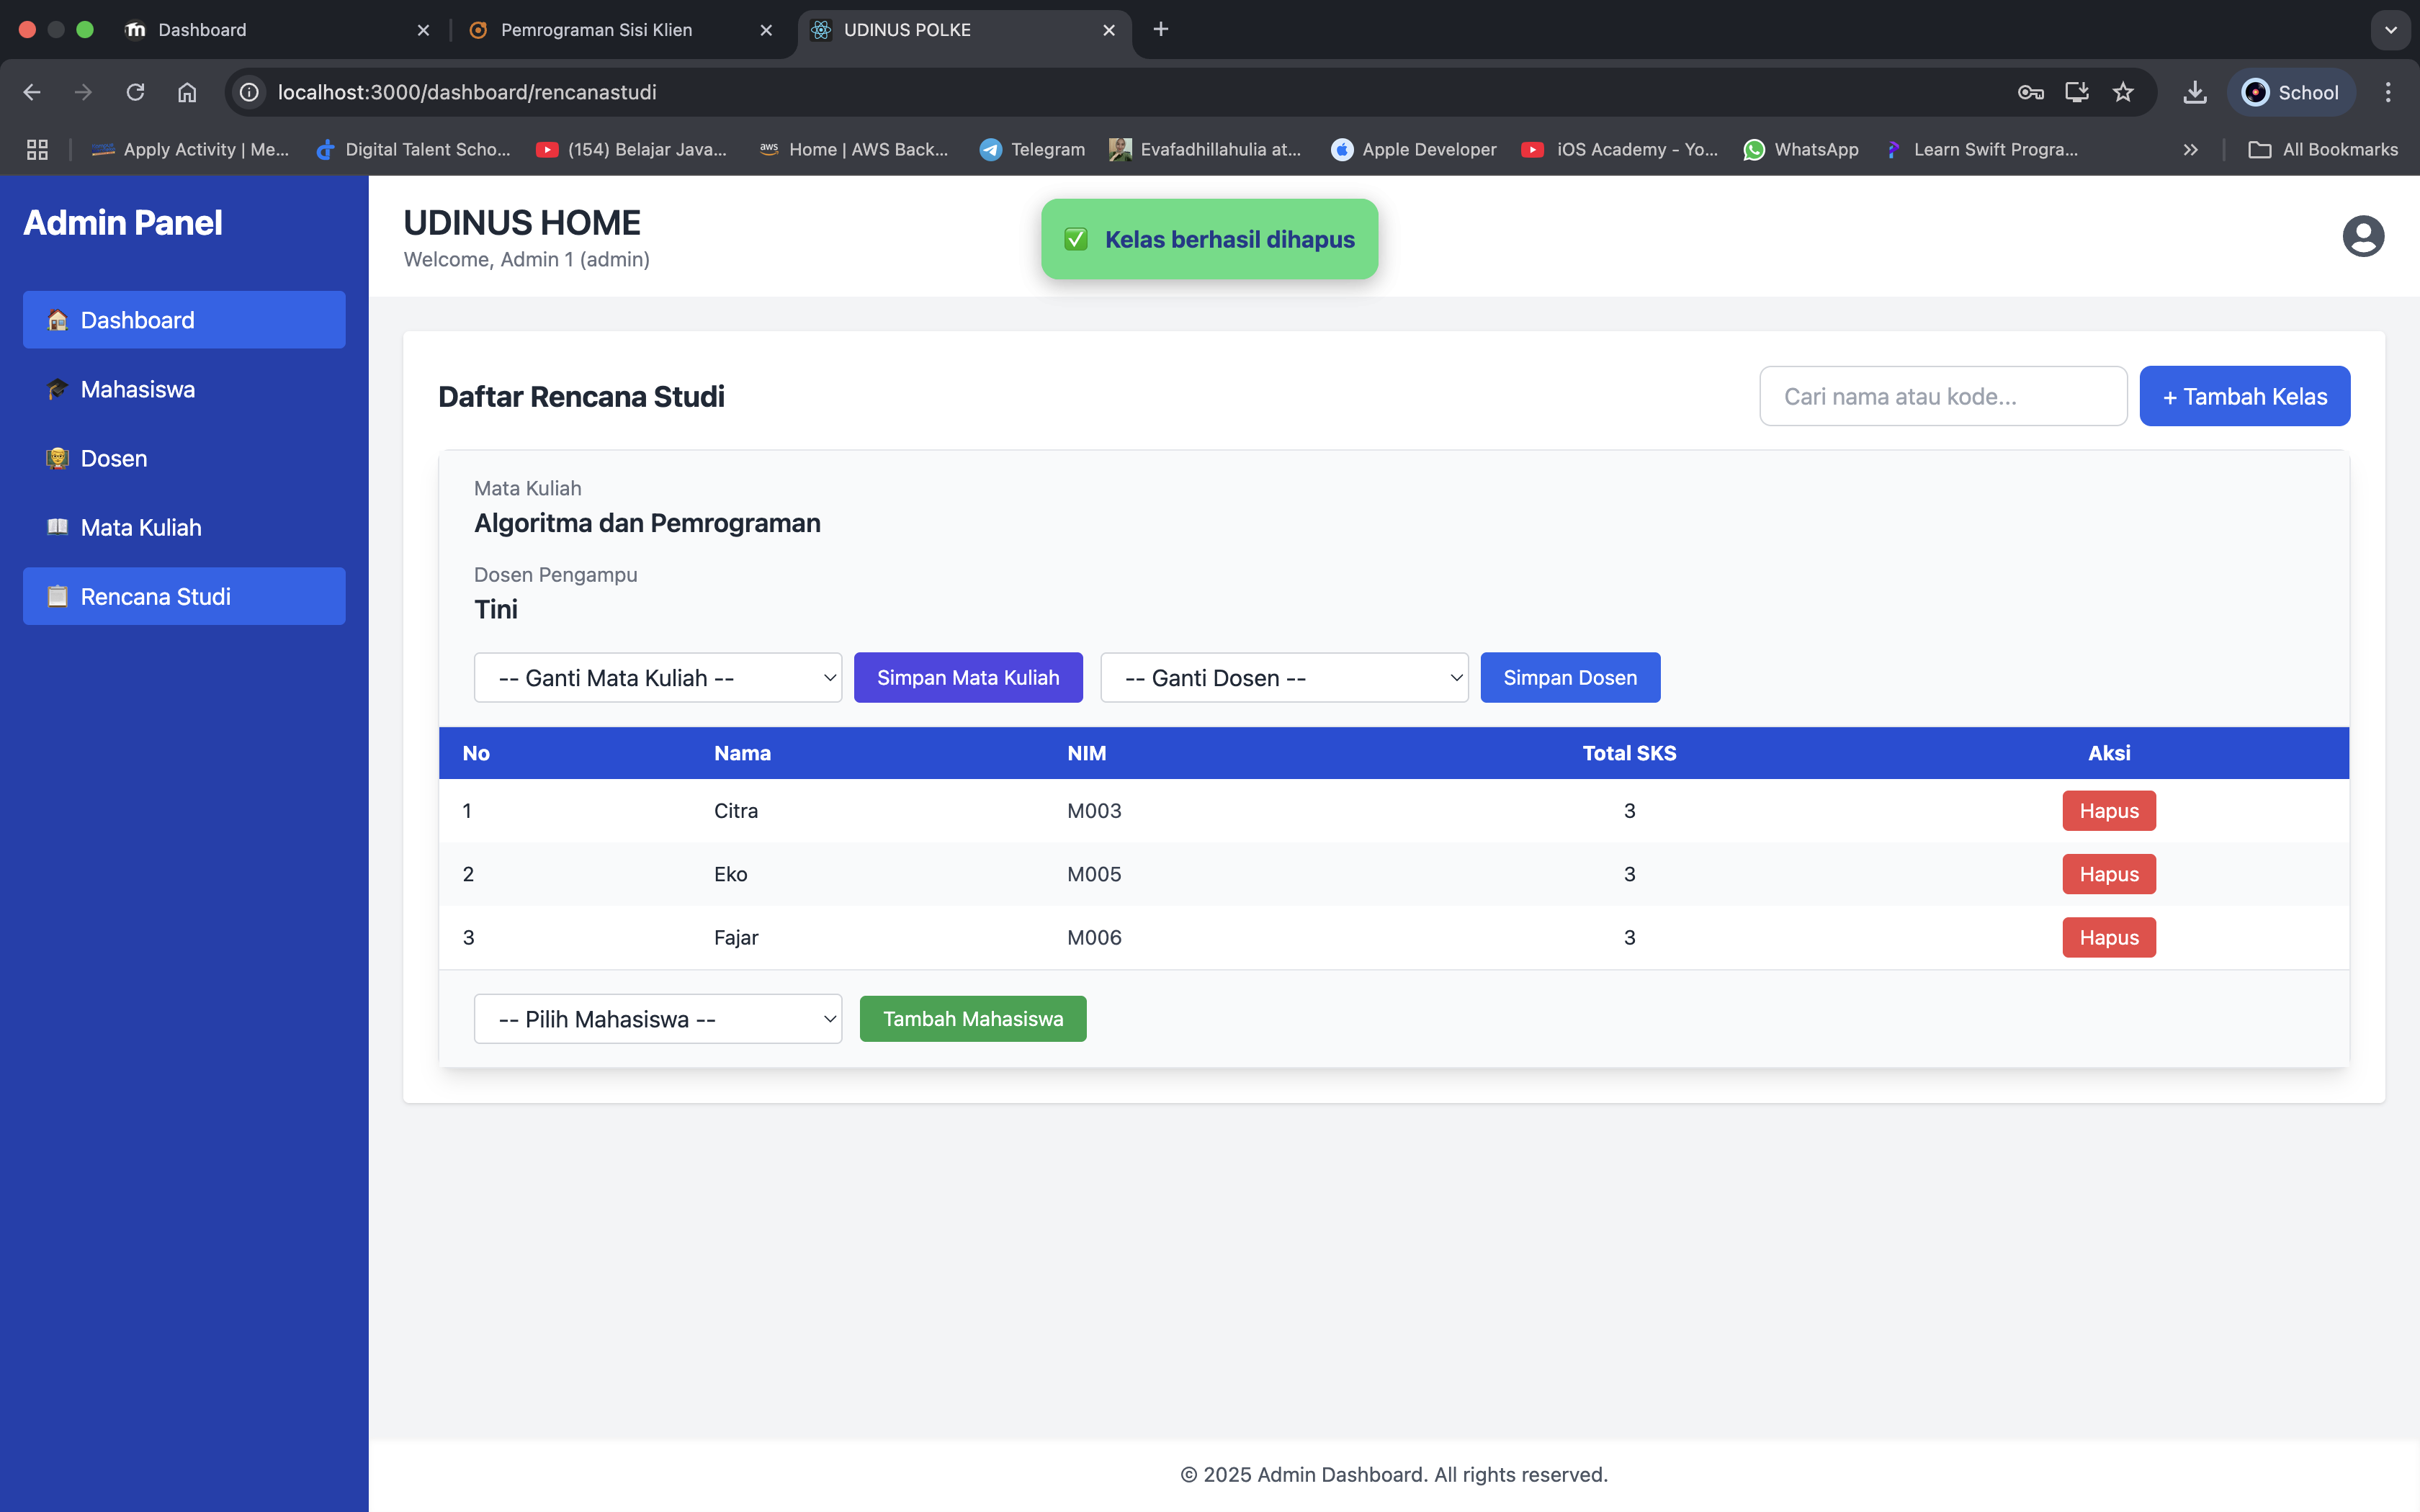 Dashboard
Pemrograman Sisi Klien
UDINUS POLKE
localhost:3000/dashboard/rencanastudi
School
Apply Activity | Me...
Digital Talent Scho...
(154) Belajar Java...
aws
Home | AWS Back...
Telegram
Evafadhillahulia at...
Apple Developer
iOS Academy - Yo...
WhatsApp
Learn Swift Progra...
All Bookmarks
Admin Panel
Dashboard
Mahasiswa
Dosen
Mata Kuliah
Rencana Studi
UDINUS HOME
Welcome, Admin 1 (admin)
Kelas berhasil dihapus
Daftar Rencana Studi
Cari nama atau kode...
+ Tambah Kelas
Mata Kuliah
Algoritma dan Pemrograman
Dosen Pengampu
Tini
-- Ganti Mata Kuliah --
Simpan Mata Kuliah
-- Ganti Dosen --
Simpan Dosen
No Nama NIM Total SKS Aksi
1 Citra M003 3 Hapus
2 Eko M005 3 Hapus
3 Fajar M006 3 Hapus
-- Pilih Mahasiswa --
Tambah Mahasiswa
© 2025 Admin Dashboard. All rights reserved.